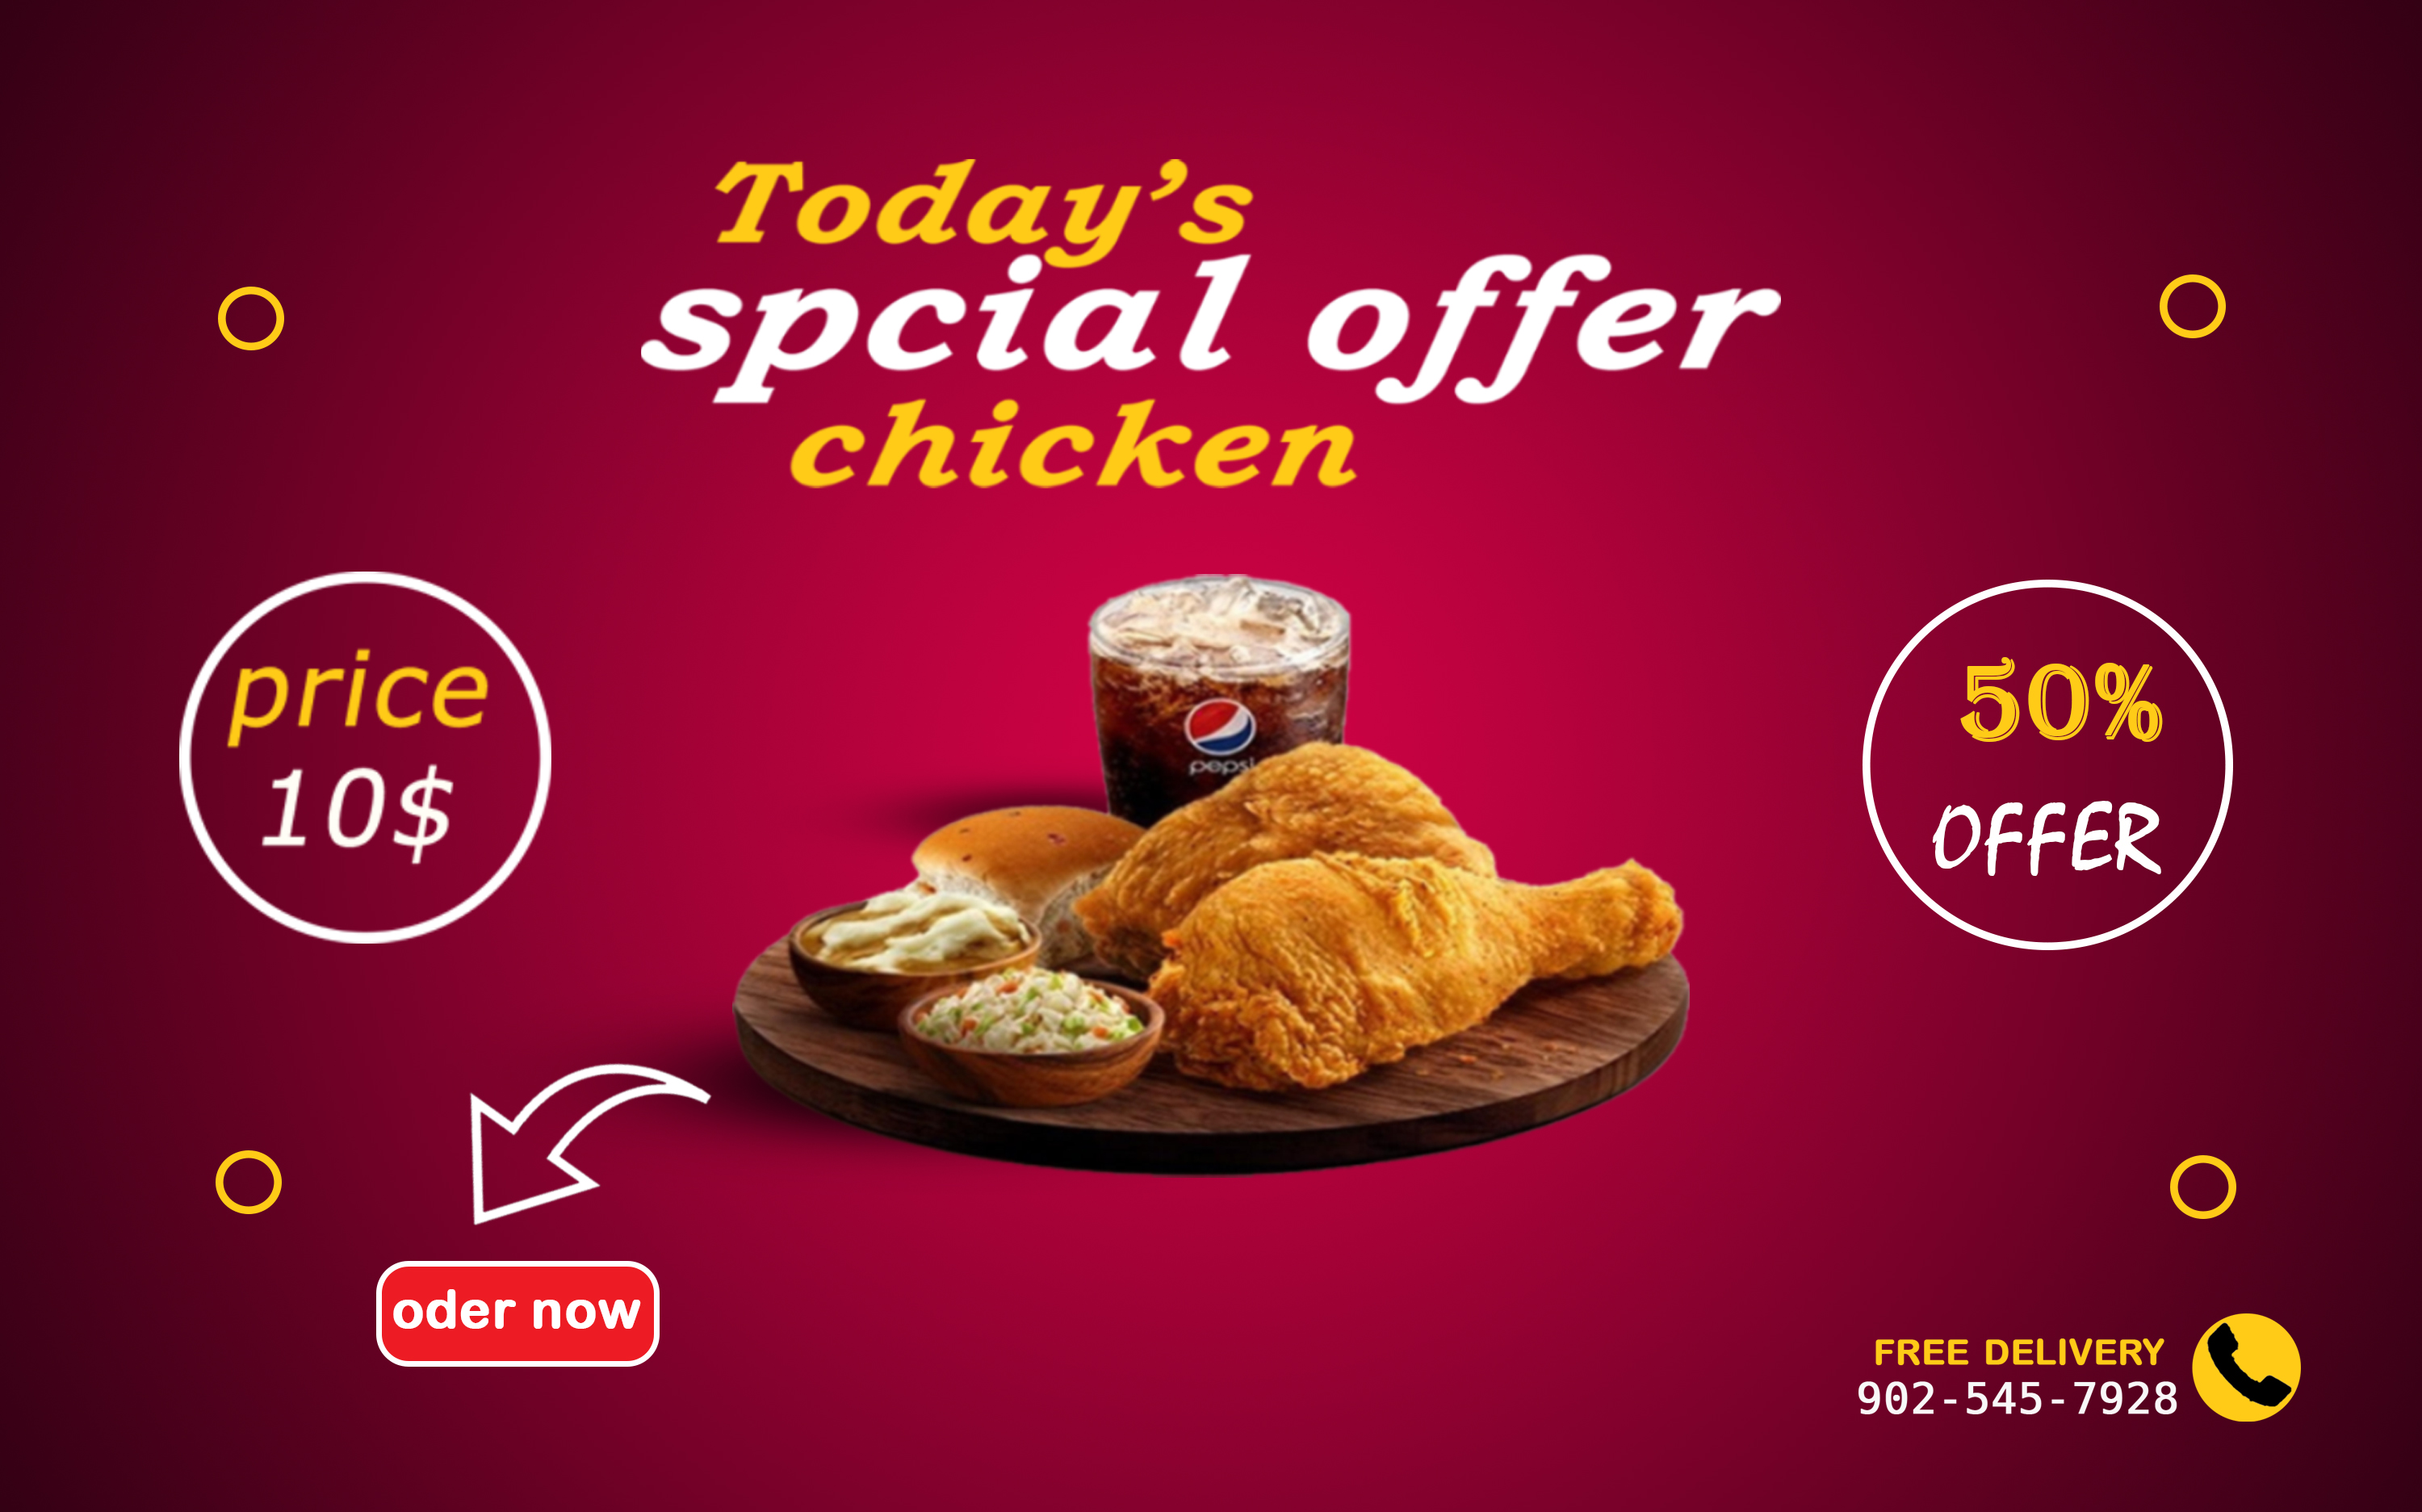 Today’s
spcial offer
chicken
price
10$
50%
OFFER
pepsi
oder now
FREE DELIVERY
902-545-7928